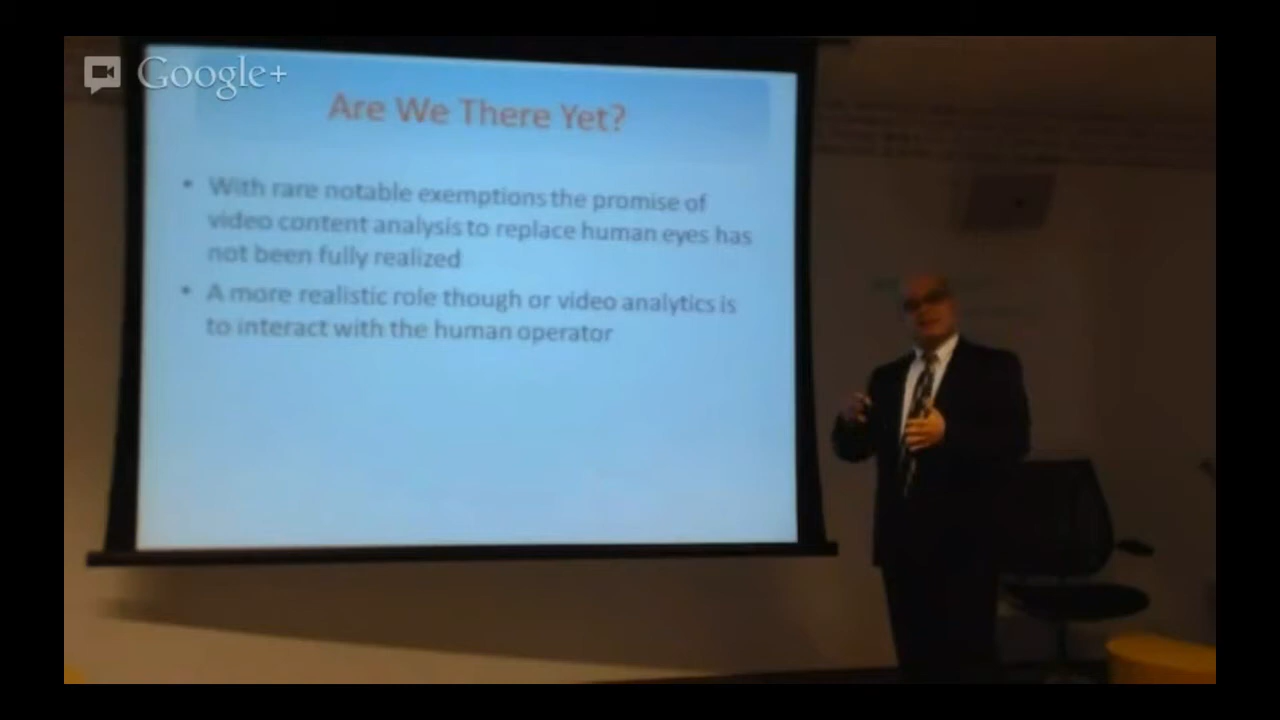 Google+
Are We There Yet?
• With rare notable exemptions the promise of
video content analysis to replace human eyes has
not been fully realized
• A more realistic role though or video analytics is
to interact with the human operator